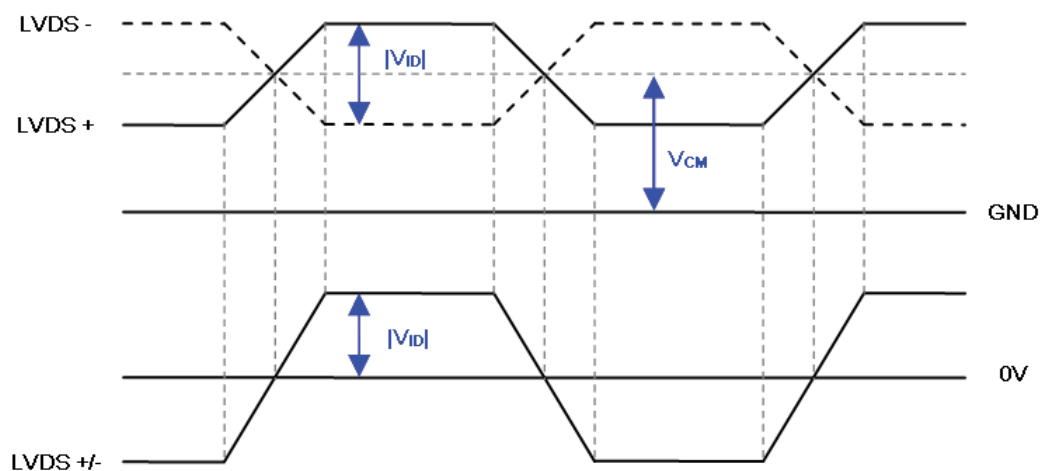 LVDS -
|VID|
LVDS +
VCM
GND
|VID|
0V
LVDS +/-